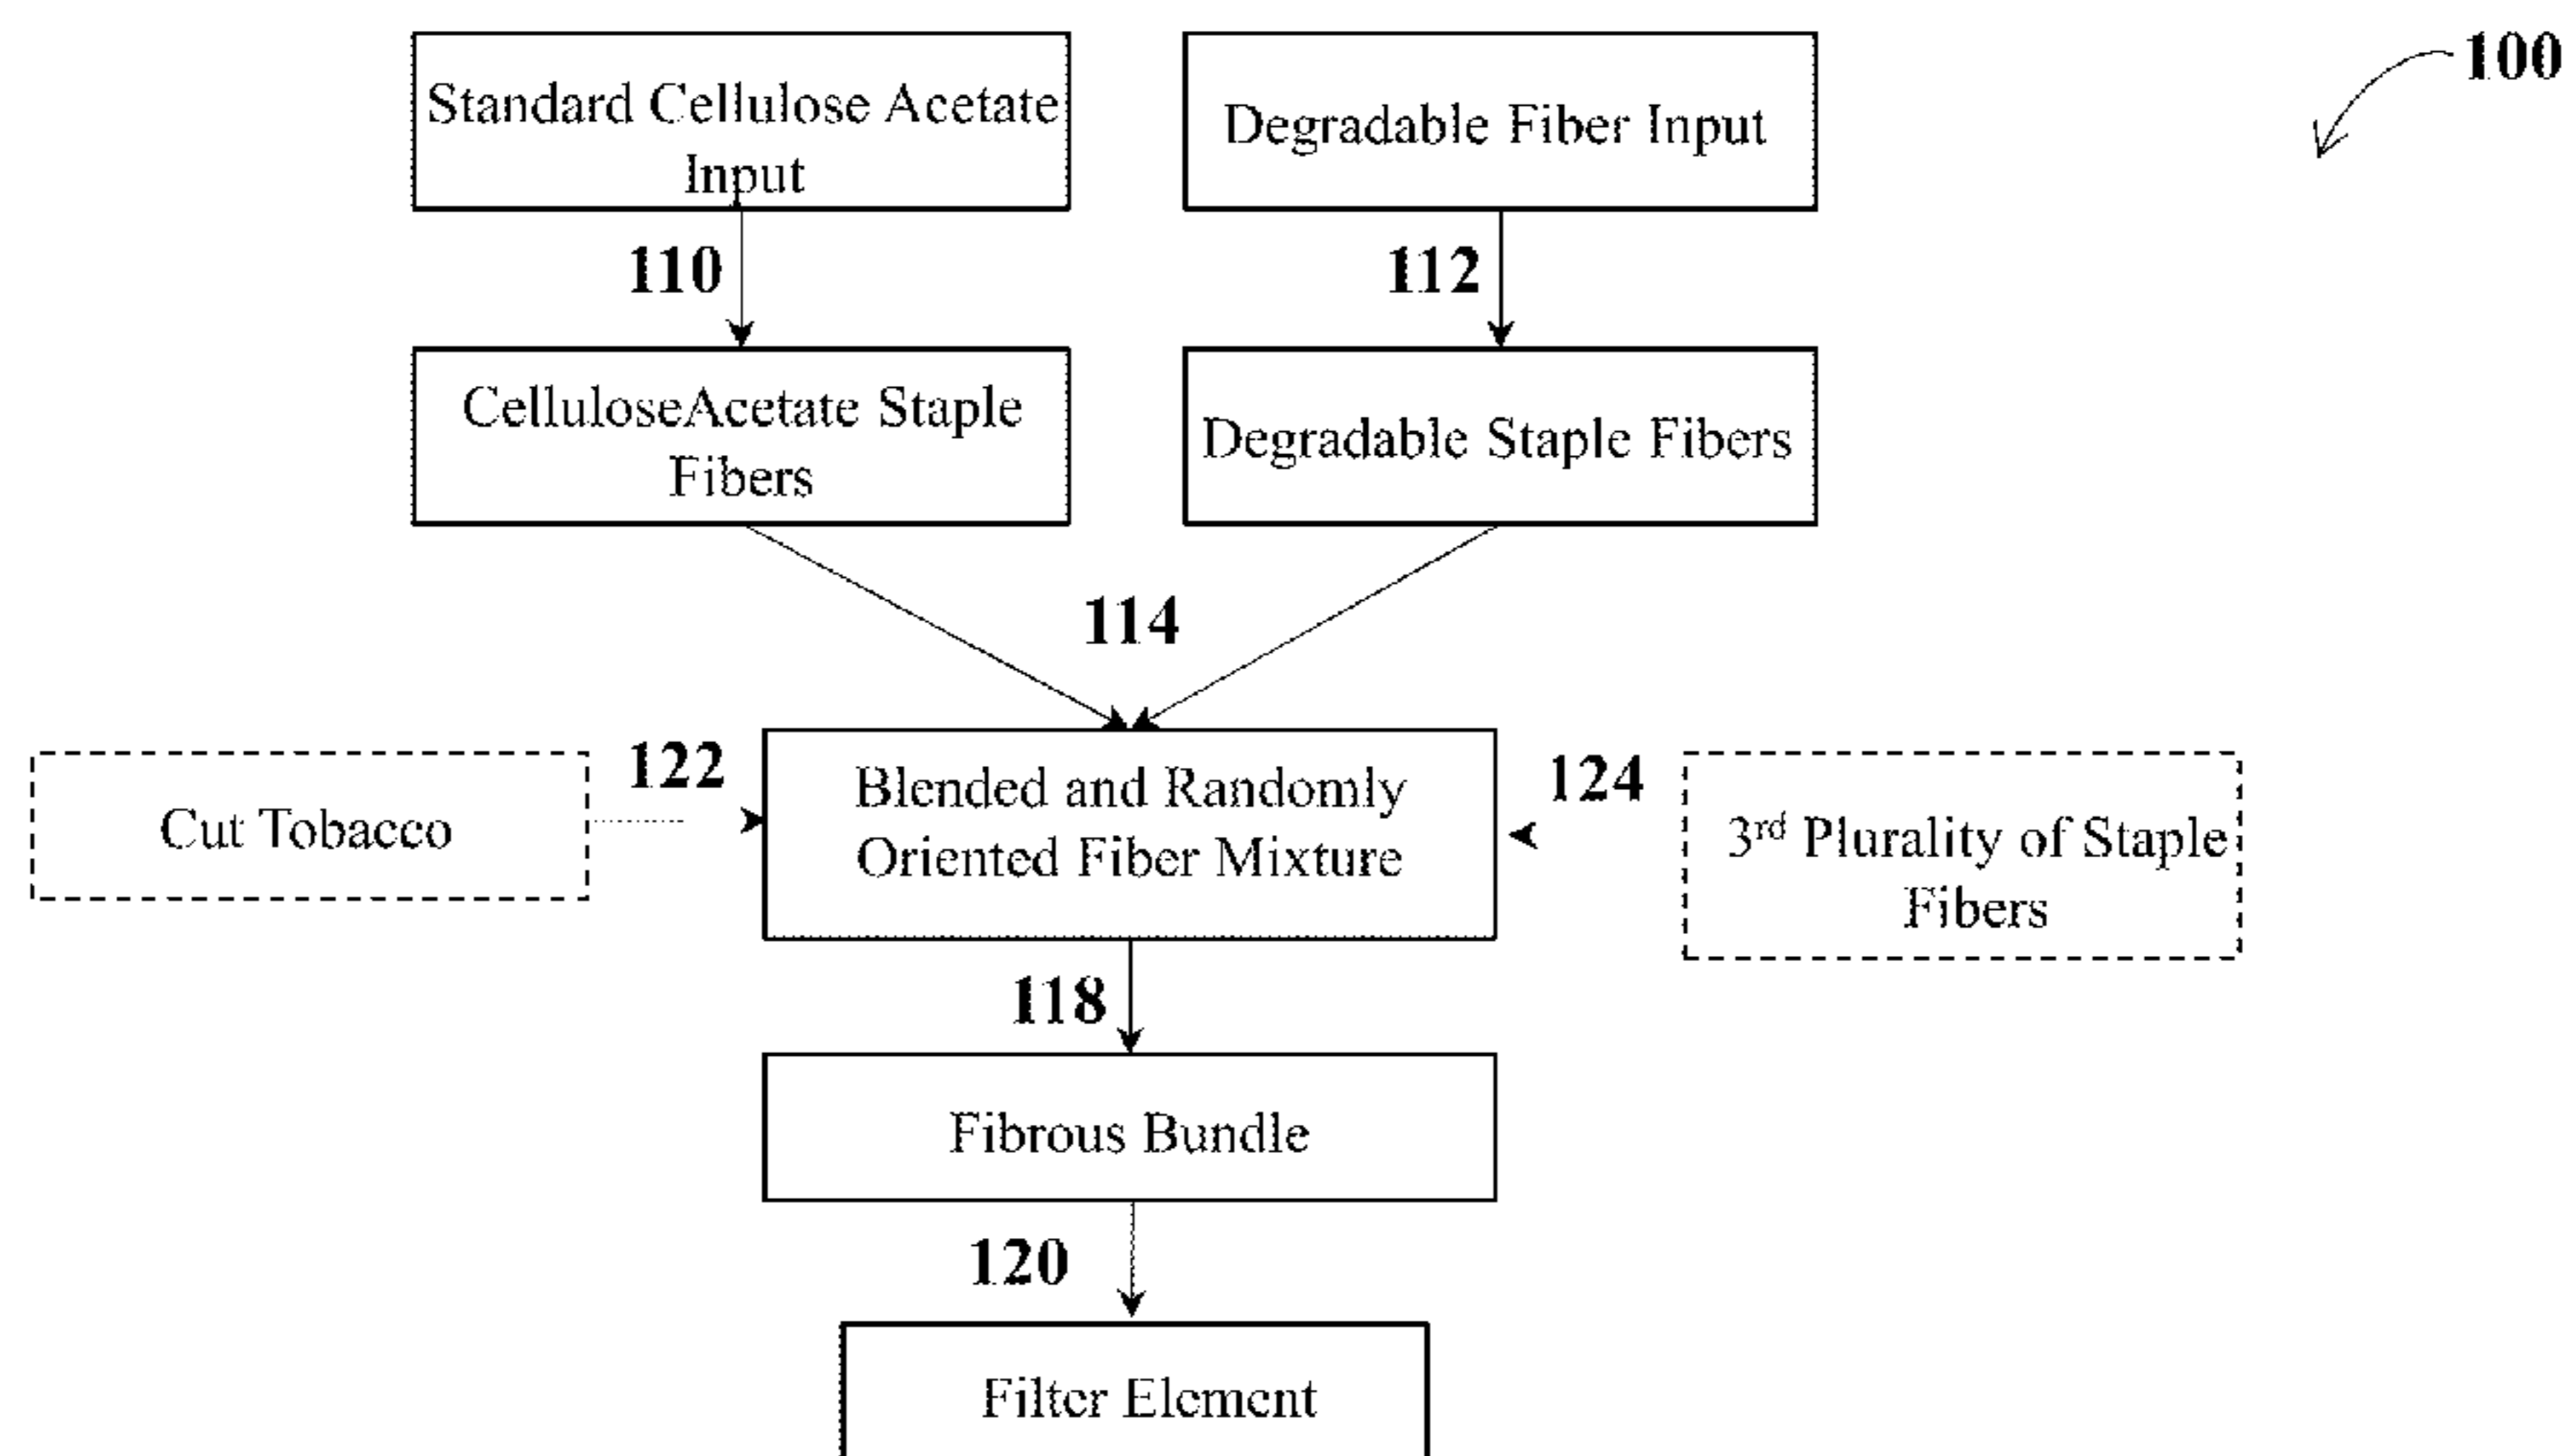 100
Standard Cellulose Acetate
Input
Degradable Fiber Input
110
112
CelluloseAcetate Staple
Fibers
Degradable Staple Fibers
114
Cut Tobacco
122
Blended and Randomly
Oriented Fiber Mixture
124
3rd Plurality of Staple
Fibers
118
Fibrous Bundle
120
Filter Element